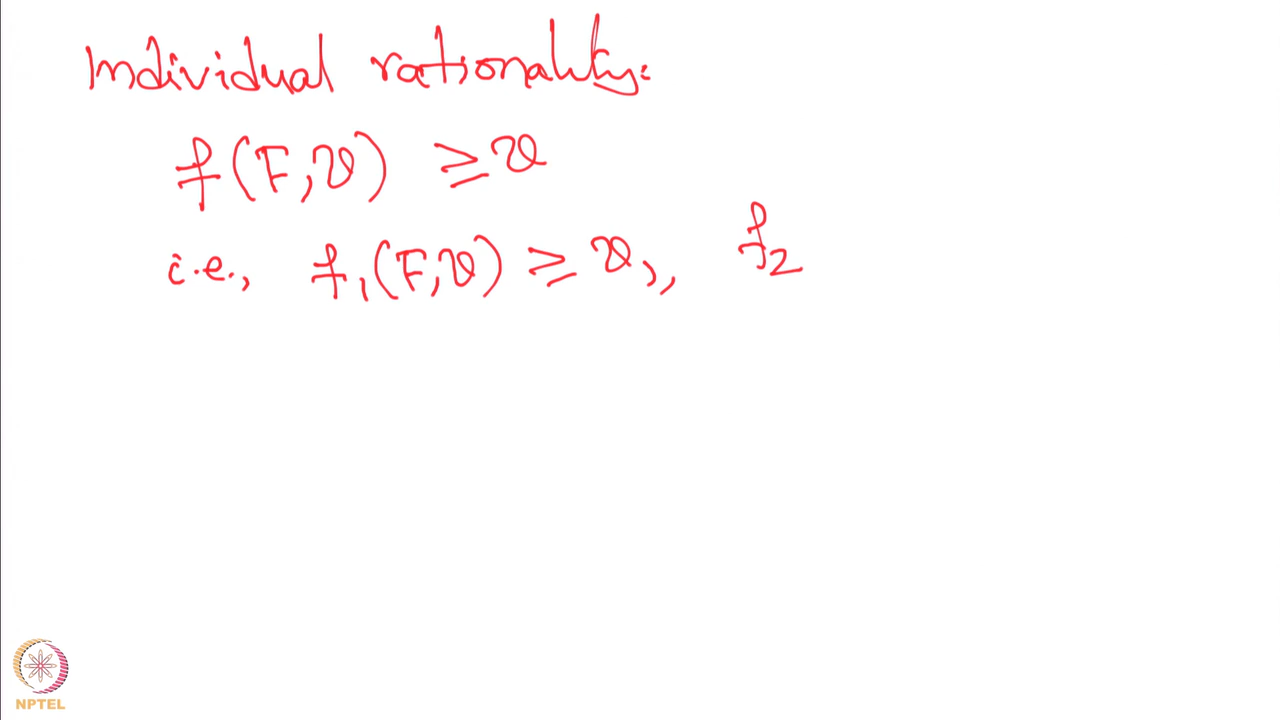 Individual rationality:
f(F,v) ≥ v
i.e., f₁(F,v) ≥ v₁, f₂
NPTEL